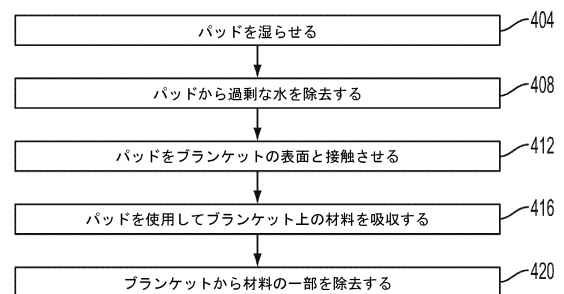 パッドを湿らせる 404
パッドから過剰な水を除去する 408
パッドをブランケットの表面と接触させる 412
パッドを使用してブランケット上の材料を吸収する 416
ブランケットから材料の一部を除去する 420